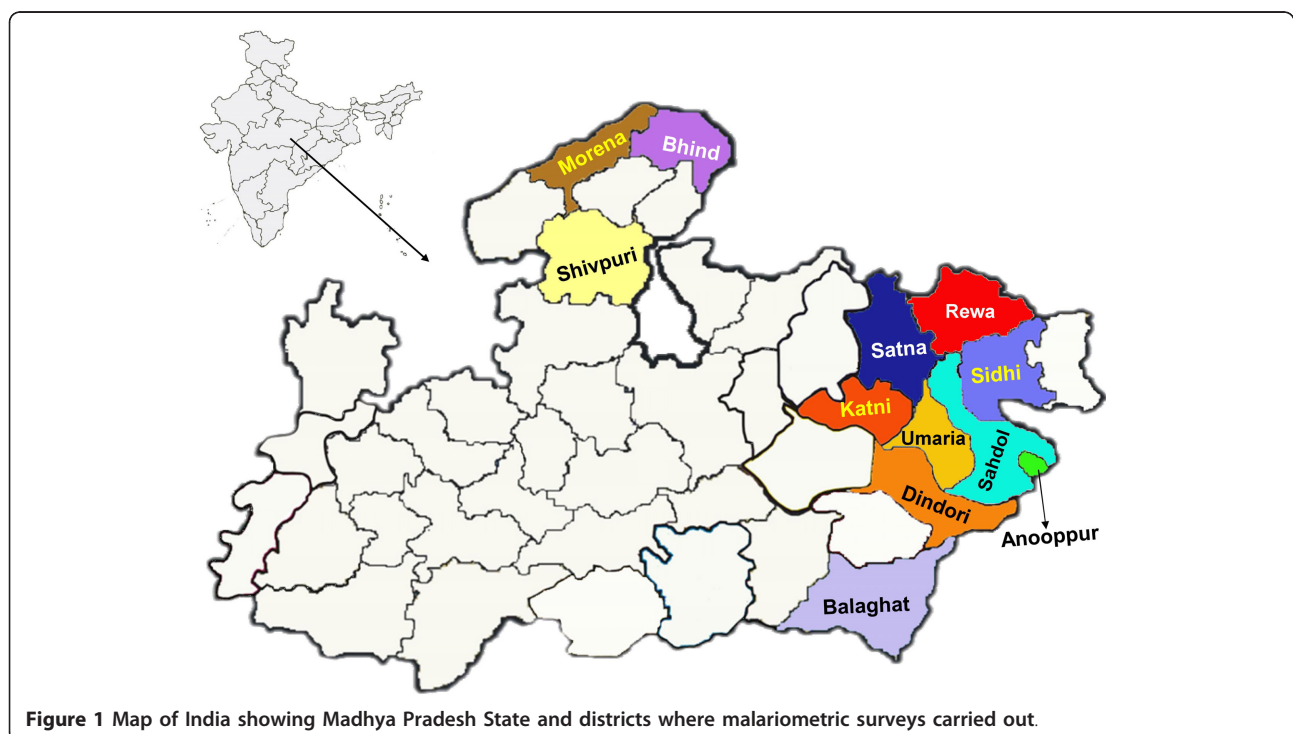 Morena
Bhind
Shivpuri
Rewa
Satna
Sidhi
Katni
Umaria
Sahdol
Dindori
Anooppur
Balaghat
Figure 1 Map of India showing Madhya Pradesh State and districts where malariometric surveys carried out.